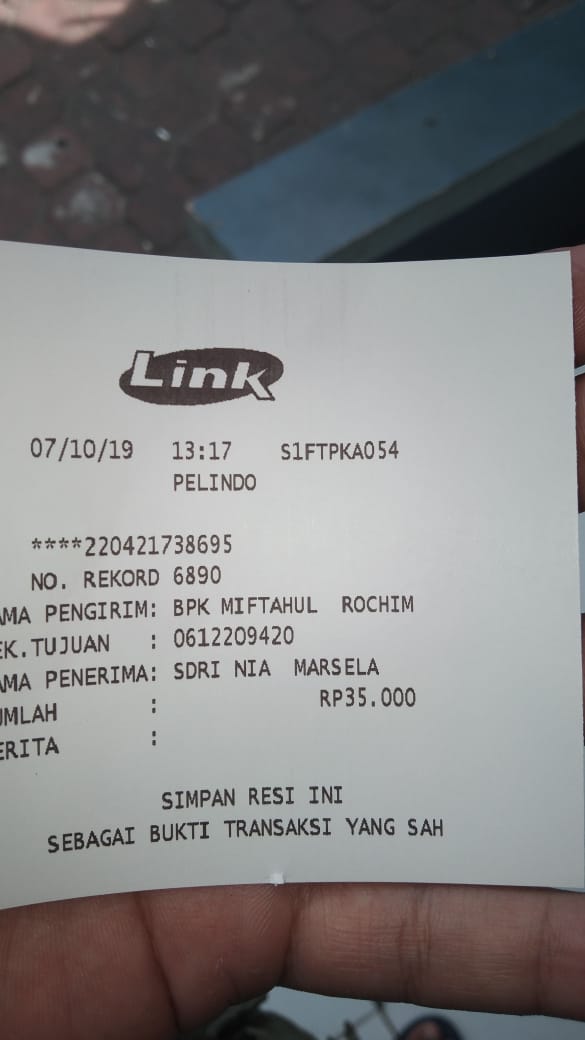 Link
07/10/19 13:17 S1FTPKA054
PELINDO
****220421738695
NO. REKORD 6890
AMA PENGIRIM: BPK MIFTAHUL ROCHIM
EK.TUJUAN : 0612209420
AMA PENERIMA: SDRI NIA MARSELA
UMLAH : RP35.000
ERITA :
SIMPAN RESI INI
SEBAGAI BUKTI TRANSAKSI YANG SAH